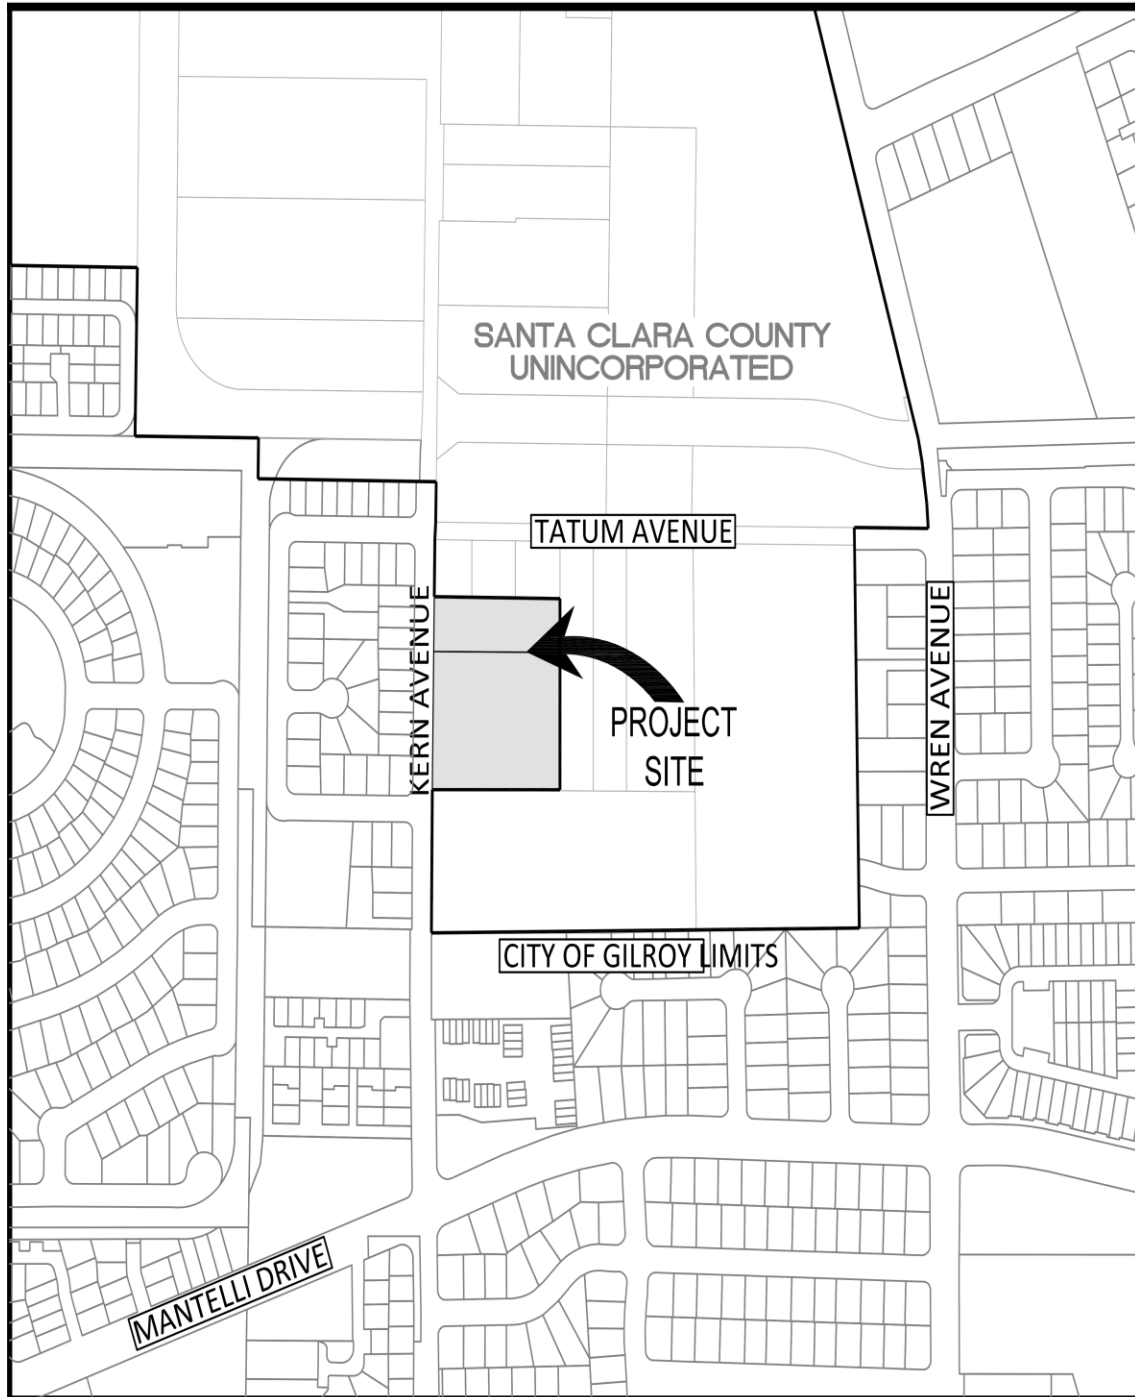 SANTA CLARA COUNTY
UNINCORPORATED
TATUM AVENUE
KERN AVENUE
PROJECT
SITE
WREN AVENUE
CITY OF GILROY LIMITS
MANTELLI DRIVE